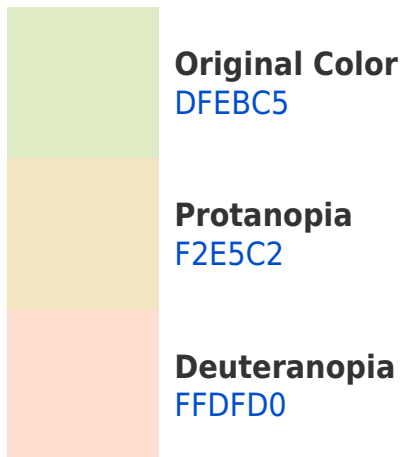 Original Color
DFEBC5
Protanopia
F2E5C2
Deuteranopia
FFDFD0